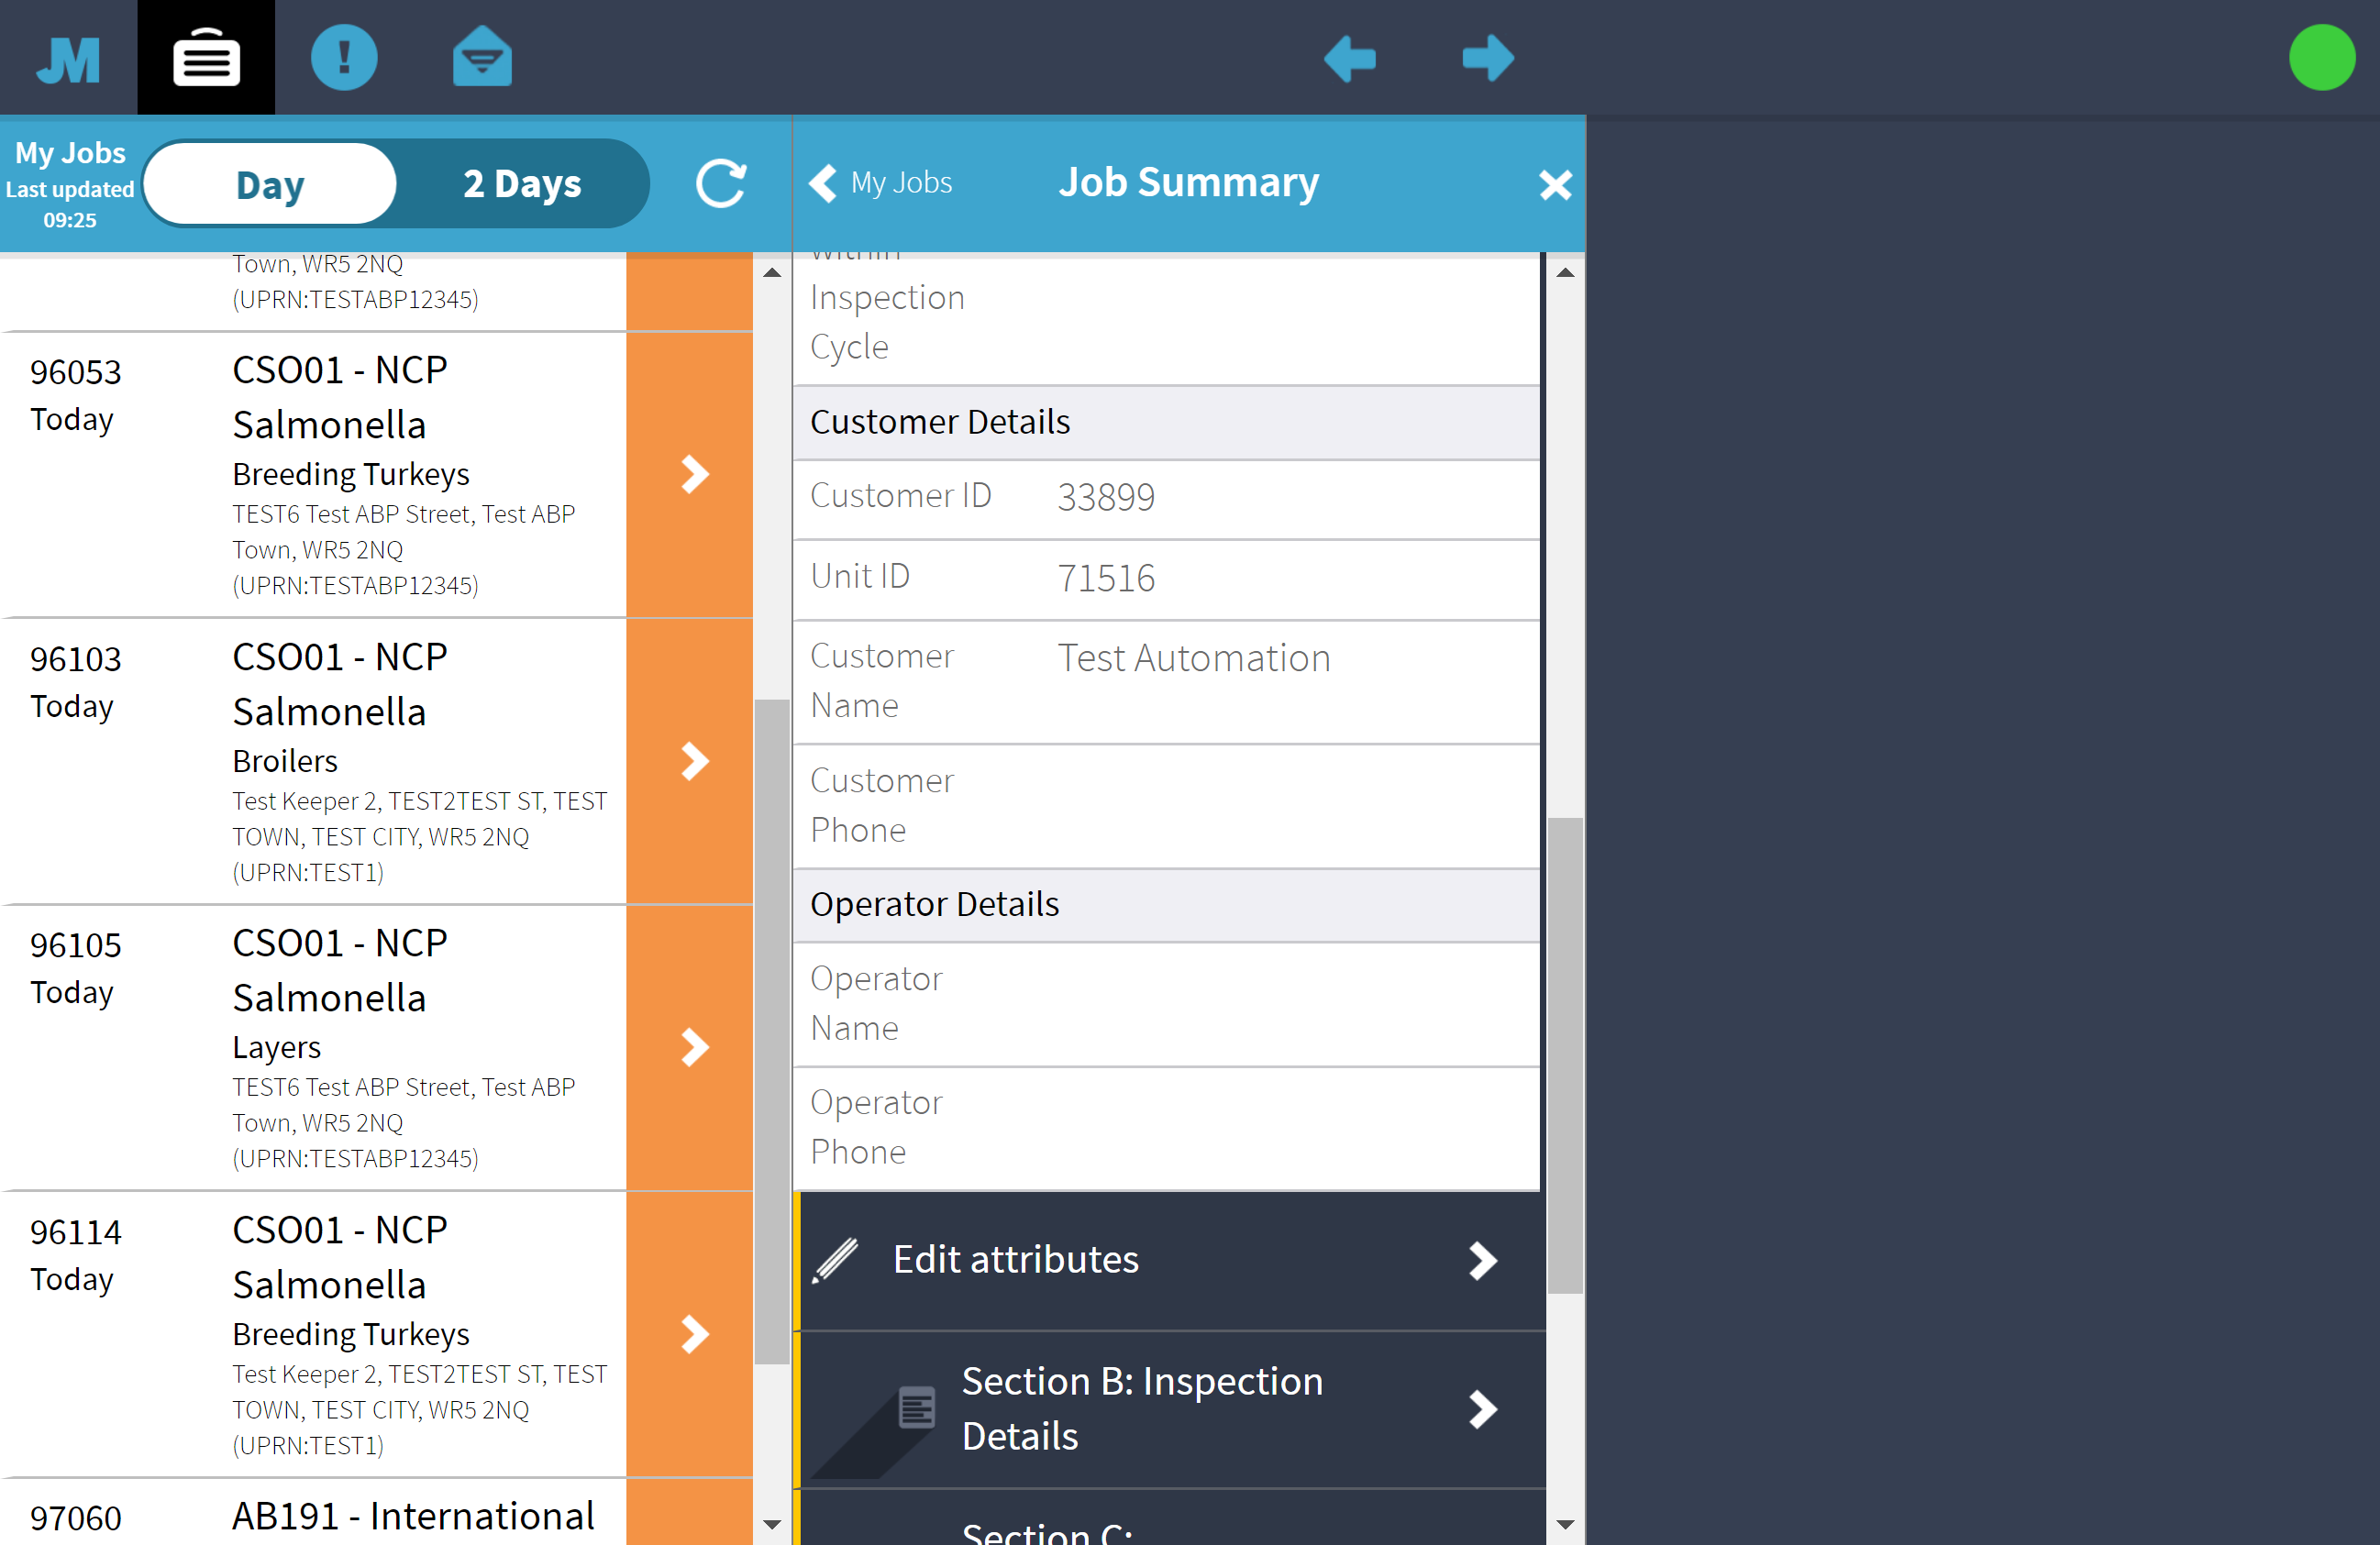 JM
My Jobs
Last updated
09:25
Day
2 Days
My Jobs
Job Summary
Town, WR5 2NQ
(UPRN:TESTABP12345)
96053
Today
CSO01 - NCP
Salmonella
Breeding Turkeys
TEST6 Test ABP Street, Test ABP
Town, WR5 2NQ
(UPRN:TESTABP12345)
96103
Today
CSO01 - NCP
Salmonella
Broilers
Test Keeper 2, TEST2TEST ST, TEST
TOWN, TEST CITY, WR5 2NQ
(UPRN:TEST1)
96105
Today
CSO01 - NCP
Salmonella
Layers
TEST6 Test ABP Street, Test ABP
Town, WR5 2NQ
(UPRN:TESTABP12345)
96114
Today
CSO01 - NCP
Salmonella
Breeding Turkeys
Test Keeper 2, TEST2TEST ST, TEST
TOWN, TEST CITY, WR5 2NQ
(UPRN:TEST1)
97060
AB191 - International
Within
Inspection
Cycle
Customer Details
Customer ID 33899
Unit ID 71516
Customer Test Automation
Name
Customer
Phone
Operator Details
Operator
Name
Operator
Phone
Edit attributes
Section B: Inspection
Details
Section C: